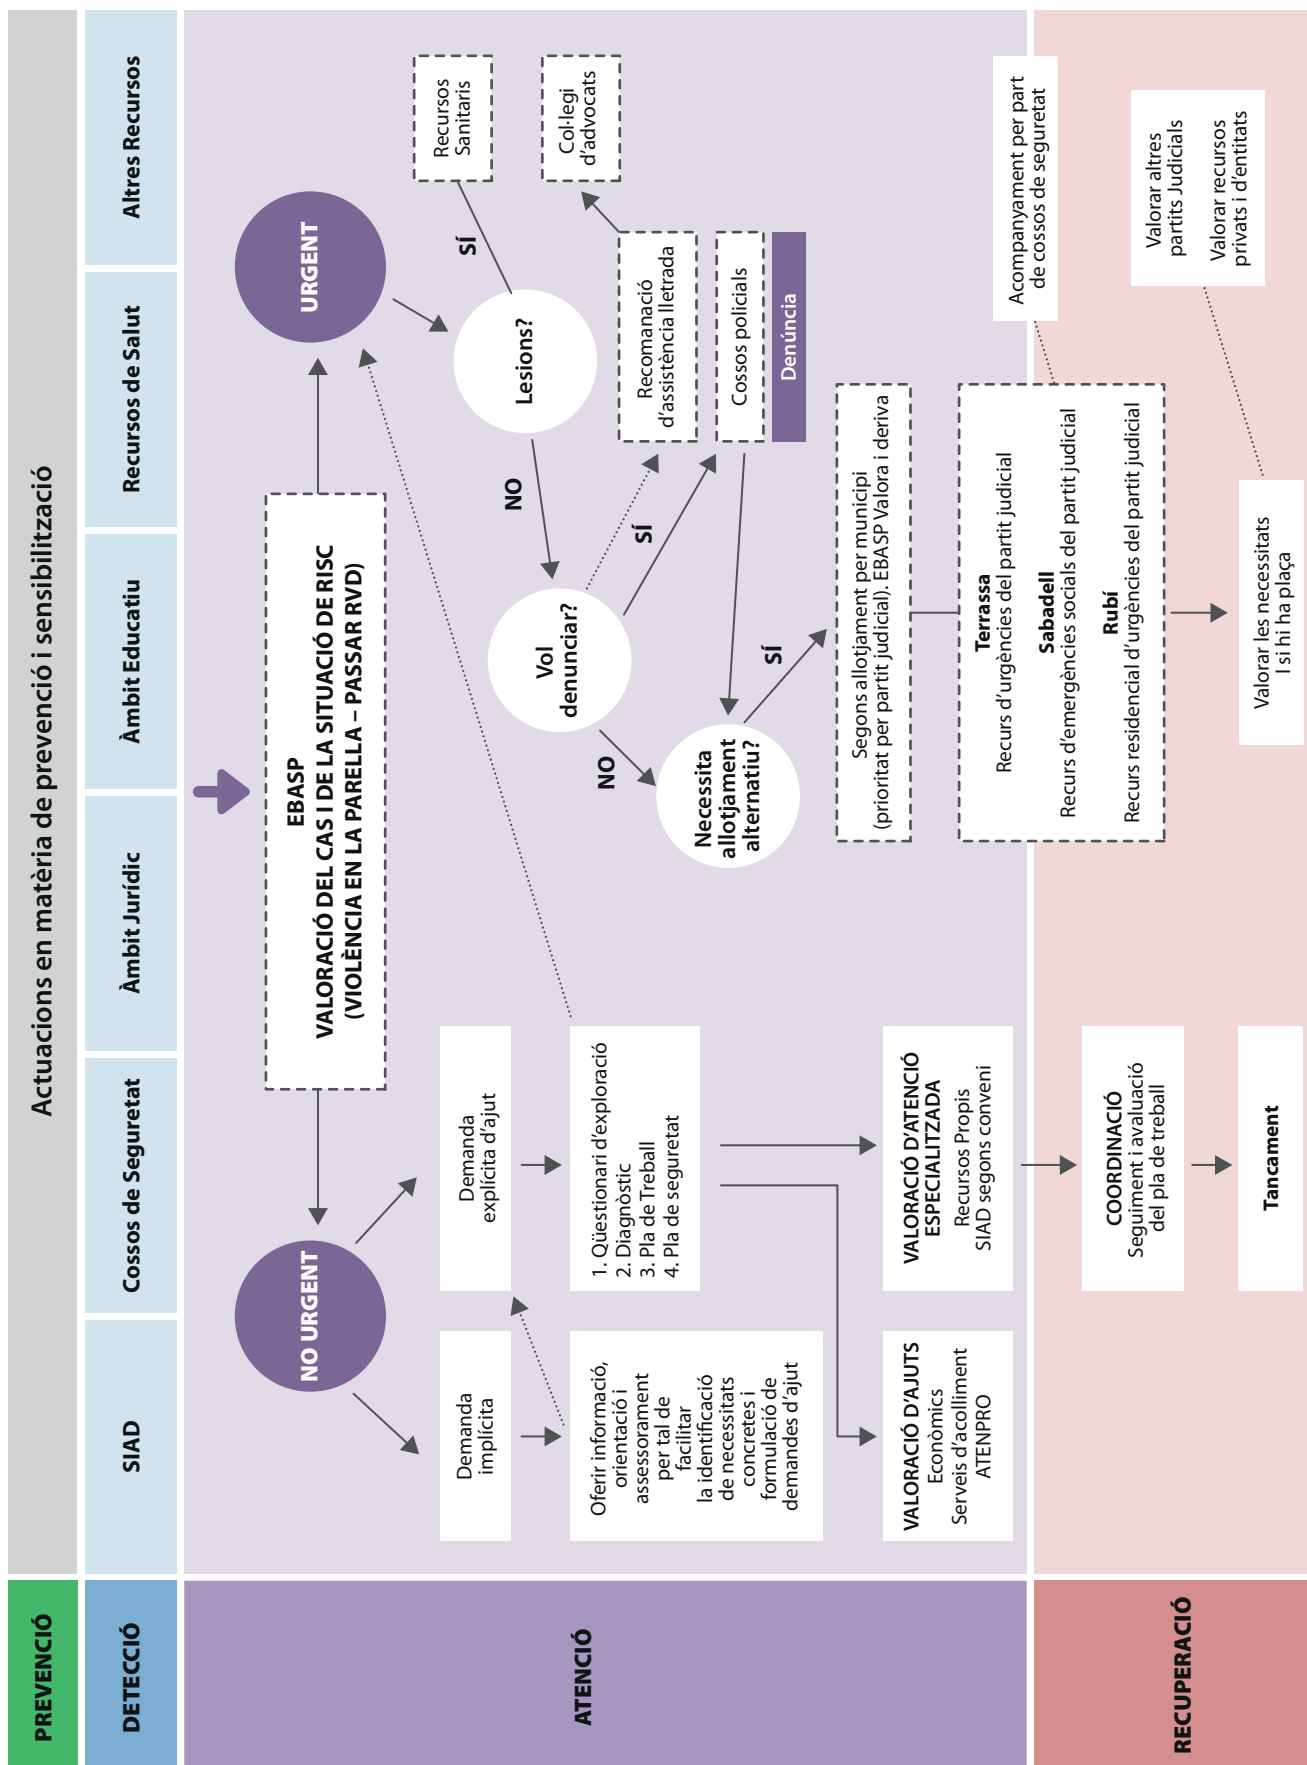 PREVENCIÓ
Actuacions en matèria de prevenció i sensibilització
DETECCIÓ
SIAD
Cossos de Seguretat
Àmbit Jurídic
Àmbit Educatiu
Recursos de Salut
Altres Recursos
ATENCIÓ
EBASP
VALORACIÓ DEL CAS I DE LA SITUACIÓ DE RISC
(VIOLÈNCIA EN LA PARELLA – PASSAR RVD)
NO URGENT
URGENT
Demanda
implícita
Demanda
explícita d'ajut
Oferir informació,
orientació i
assessorament
per tal de
facilitar
la identificació
de necessitats
concretes i
formulació de
demandes d'ajut
1. Qüestionari d'exploració
2. Diagnòstic
3. Pla de Treball
4. Pla de seguretat
VALORACIÓ D'AJUTS
Econòmics
Serveis d'acolliment
ATENPRO
VALORACIÓ D'ATENCIÓ
ESPECIALITZADA
Recursos Propis
SIAD segons conveni
Lesions?
SÍ
Recursos
Sanitaris
NO
Vol
denunciar?
SÍ
Recomanació
d'assistència lletrada
Col·legi
d'advocats
Cossos policials
Denúncia
NO
Necessita
allotjament
alternatiu?
SÍ
Segons allotjament per municipi
(prioritat per partit judicial). EBASP Valora i deriva
Terrassa
Recurs d'urgències del partit judicial
Sabadell
Recurs d'emergències socials del partit judicial
Rubí
Recurs residencial d'urgències del partit judicial
Acompanyament per part
de cossos de seguretat
RECUPERACIÓ
COORDINACIÓ
Seguiment i avaluació
del pla de treball
Tancament
Valorar les necessitats
I si hi ha plaça
Valorar altres
partits Judicials
Valorar recursos
privats i d'entitats